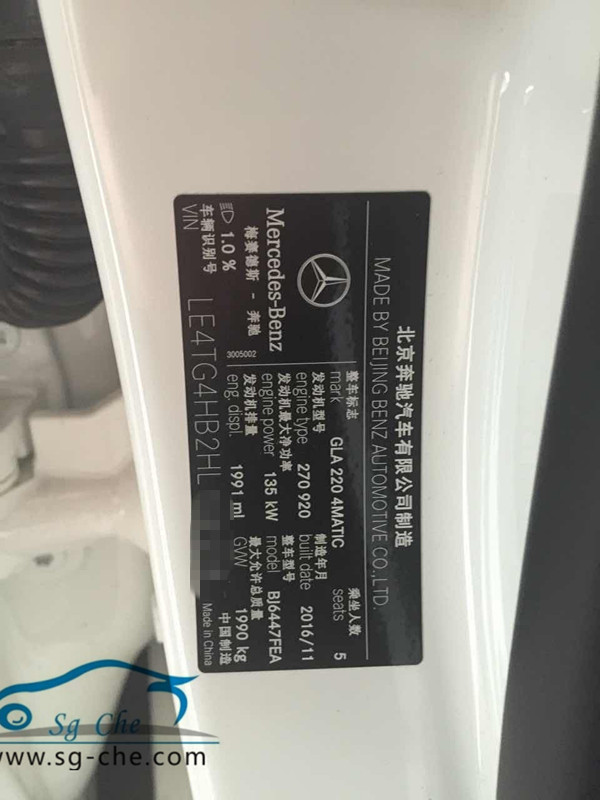 北京奔驰汽车有限公司制造
MADE BY BEIJING BENZ AUTOMOTIVE CO.,LTD.
Mercedes-Benz
梅赛德斯 - 奔驰
1.0 %
3005002
整车标志 mark GLA 220 4MATIC
乘坐人数 seats 5
发动机型号 engine type 270 920
制造年月 built date 2016/11
发动机最大净功率 engine power 135 kW
整车型号 model BJ6447FEA
发动机排量 eng. displ. 1991 ml
最大允许总质量 GVW 1990 kg
车辆识别号 VIN LE4TG4HB2HL
中国制造
Made in China
Sg Che
www.sg-che.com